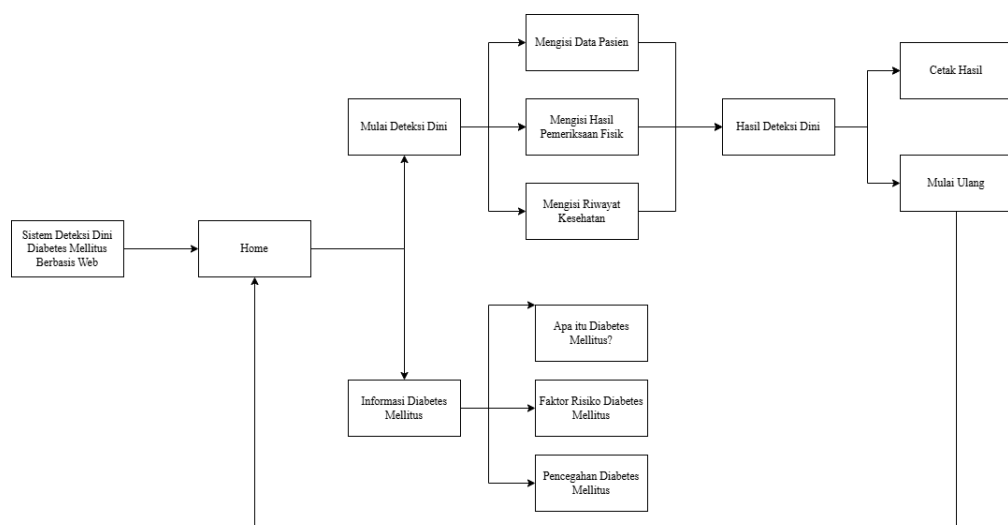 Mengisi Data Pasien
Cetak Hasil
Mulai Deteksi Dini
Mengisi Hasil
Pemeriksaan Fisik
Hasil Deteksi Dini
Mulai Ulang
Mengisi Riwayat
Kesehatan
Sistem Deteksi Dini
Diabetes Mellitus
Berbasis Web
Home
Apa itu Diabetes
Mellitus?
Informasi Diabetes
Mellitus
Faktor Risiko Diabetes
Mellitus
Pencegahan Diabetes
Mellitus